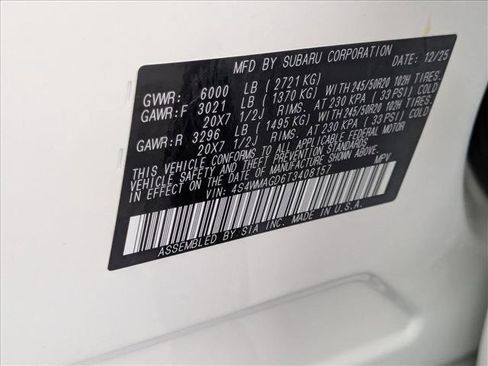 MFD BY SUBARU CORPORATION DATE: 12/25
GVWR: 6000 LB ( 2721 KG)
GAWR:F 3021 LB ( 1370 KG) WITH 245/50R20 102H TIRES,
20X7 1/2J RIMS, AT 230 KPA ( 33 PSI) COLD
GAWR:R 3296 LB ( 1495 KG) WITH 245/50R20 102H TIRES,
20X7 1/2J RIMS, AT 230 KPA ( 33 PSI) COLD
THIS VEHICLE CONFORMS TO ALL APPLICABLE FEDERAL MOTOR
VEHICLE SAFETY AND BUMPER STANDARDS
IN EFFECT ON THE DATE OF MANUFACTURE SHOWN ABOVE.
VIN: 4S4WMAGD6T3408157 MPV
ASSEMBLED BY SIA INC. MADE IN U.S.A.